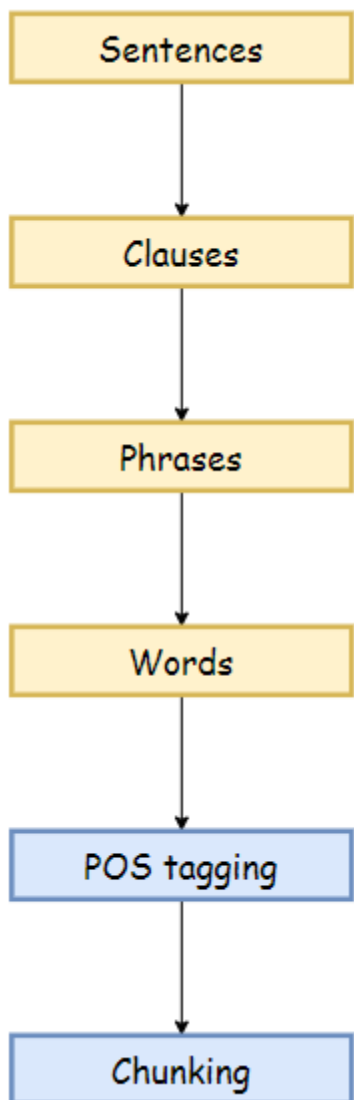 Sentences
Clauses
Phrases
Words
POS tagging
Chunking